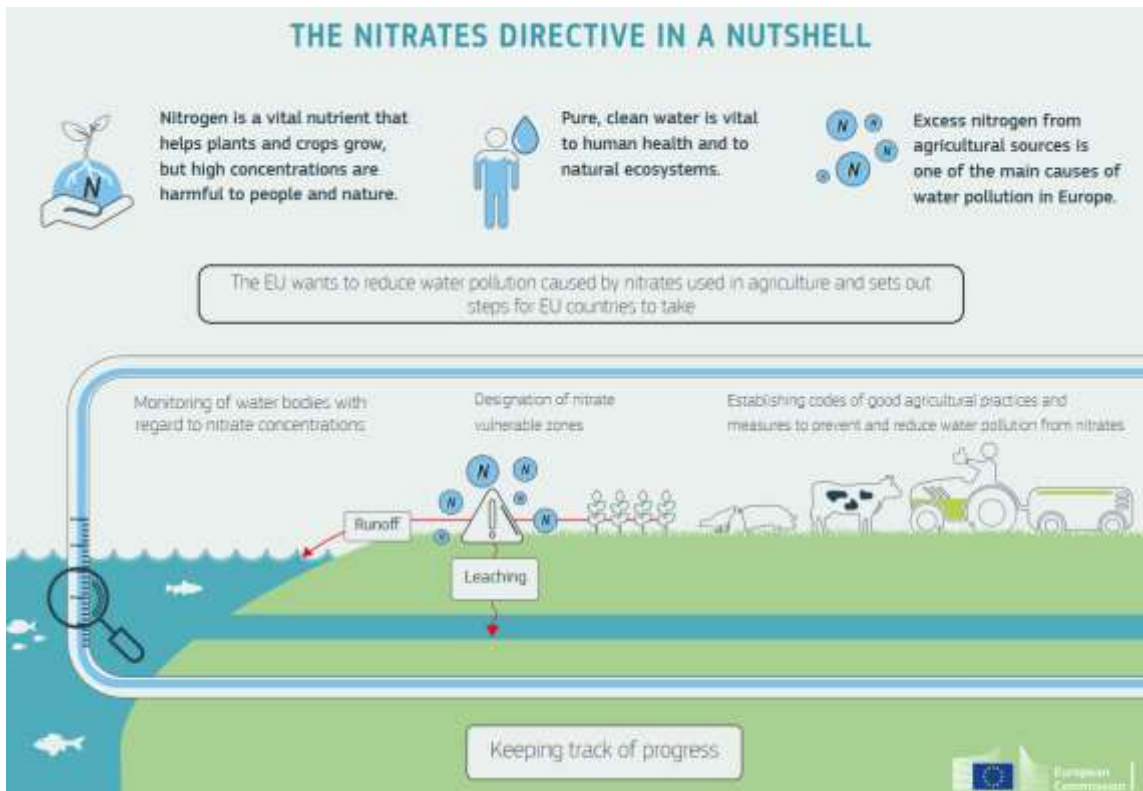 THE NITRATES DIRECTIVE IN A NUTSHELL
Nitrogen is a vital nutrient that
helps plants and crops grow,
but high concentrations are
harmful to people and nature.
N
Pure, clean water is vital
to human health and to
natural ecosystems.
N
N
N
N
N
Excess nitrogen from
agricultural sources is
one of the main causes of
water pollution in Europe.
The EU wants to reduce water pollution caused by nitrates used in agriculture and sets out
steps for EU countries to take
Monitoring of water bodies with
regard to nitrate concentrations
Designation of nitrate
vulnerable zones
Establishing codes of good agricultural practices and
measures to prevent and reduce water pollution from nitrates
N
N
N
N
N
N
Runoff
Leaching
Keeping track of progress
European
Commission